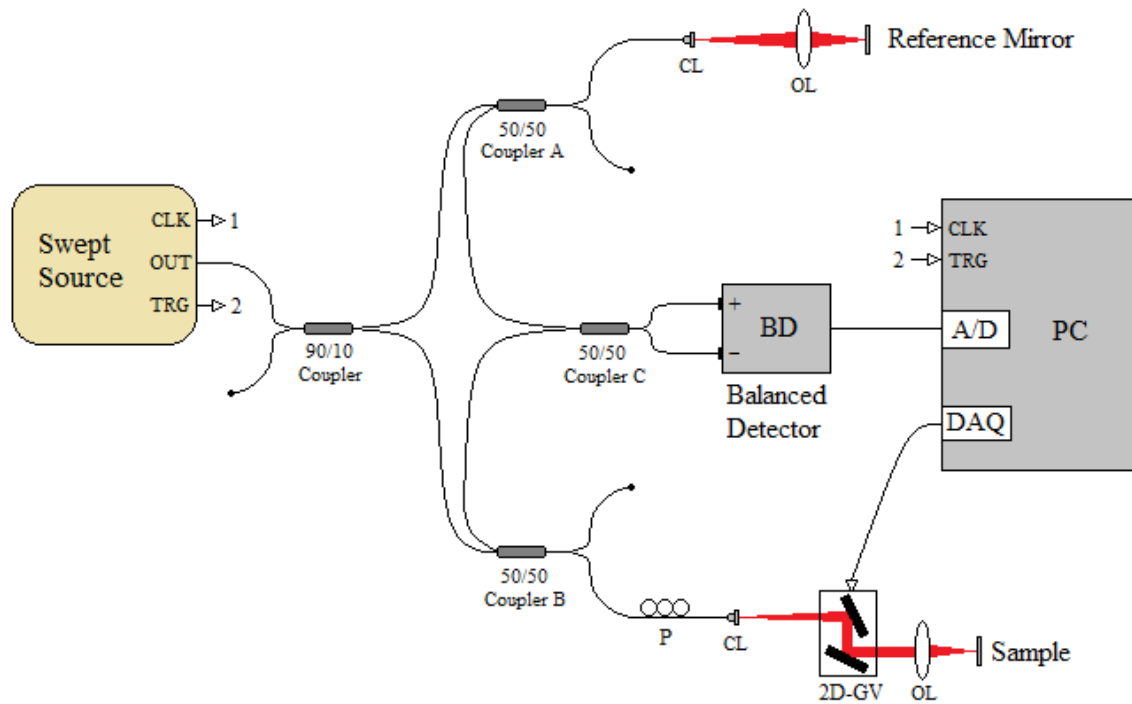 Reference Mirror
CL
OL
50/50
Coupler A
Swept
Source
CLK
1
OUT
TRG
2
90/10
Coupler
50/50
Coupler C
+
−
BD
Balanced
Detector
1
CLK
2
TRG
A/D
PC
DAQ
50/50
Coupler B
P
CL
2D-GV
OL
Sample